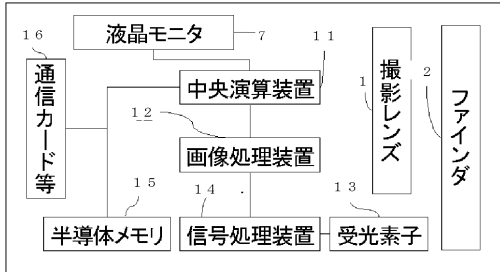 １６
液晶モニタ
７
１１
通信カード等
中央演算装置
１
撮影レンズ
２
ファインダ
１２
画像処理装置
１５
１４
１３
半導体メモリ
信号処理装置
受光素子